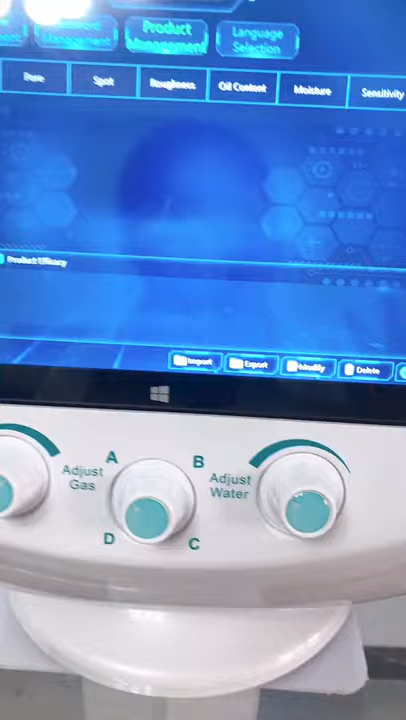 Product
Management
Language
Selection
Pore
Spot
Roughness
Oil Content
Moisture
Sensitivity
Product Efficacy
Import
Export
Modify
Delete
Adjust
Gas
A
B
D
C
Adjust
Water